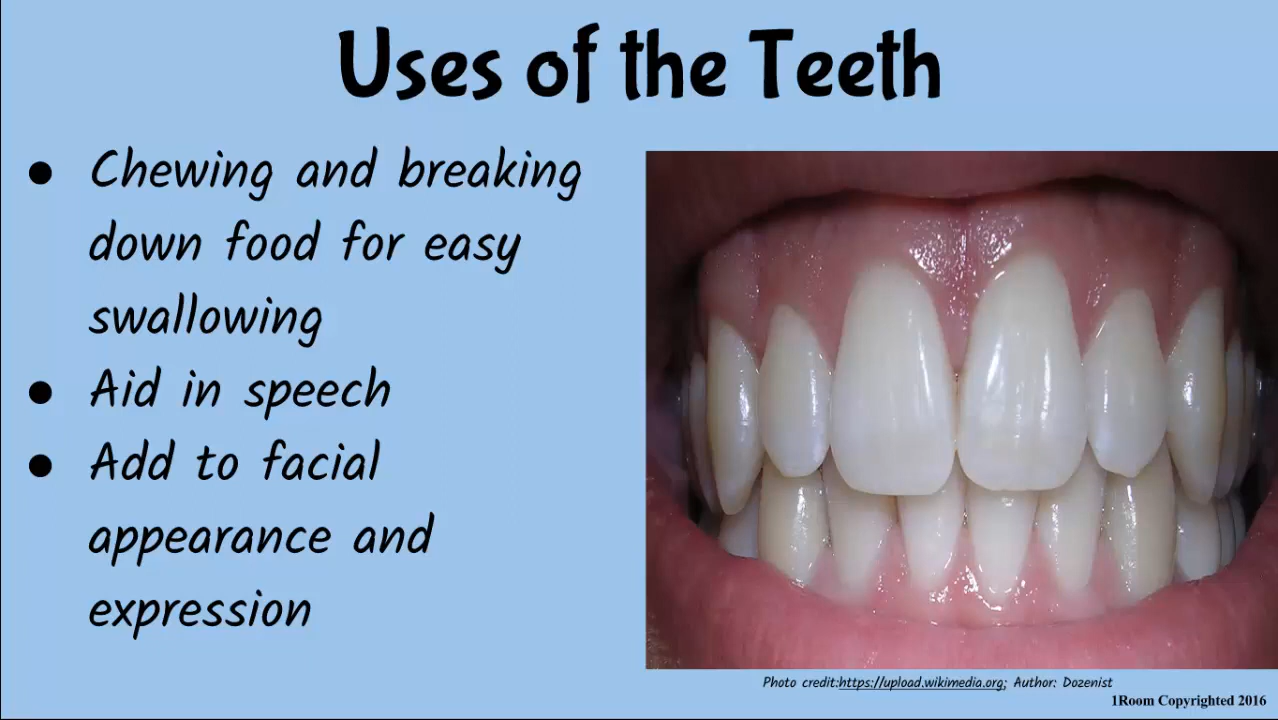 Uses of the Teeth
● Chewing and breaking
down food for easy
swallowing
● Aid in speech
● Add to facial
appearance and
expression
Photo credit:https://upload.wikimedia.org; Author: Dozenist
1Room Copyrighted 2016